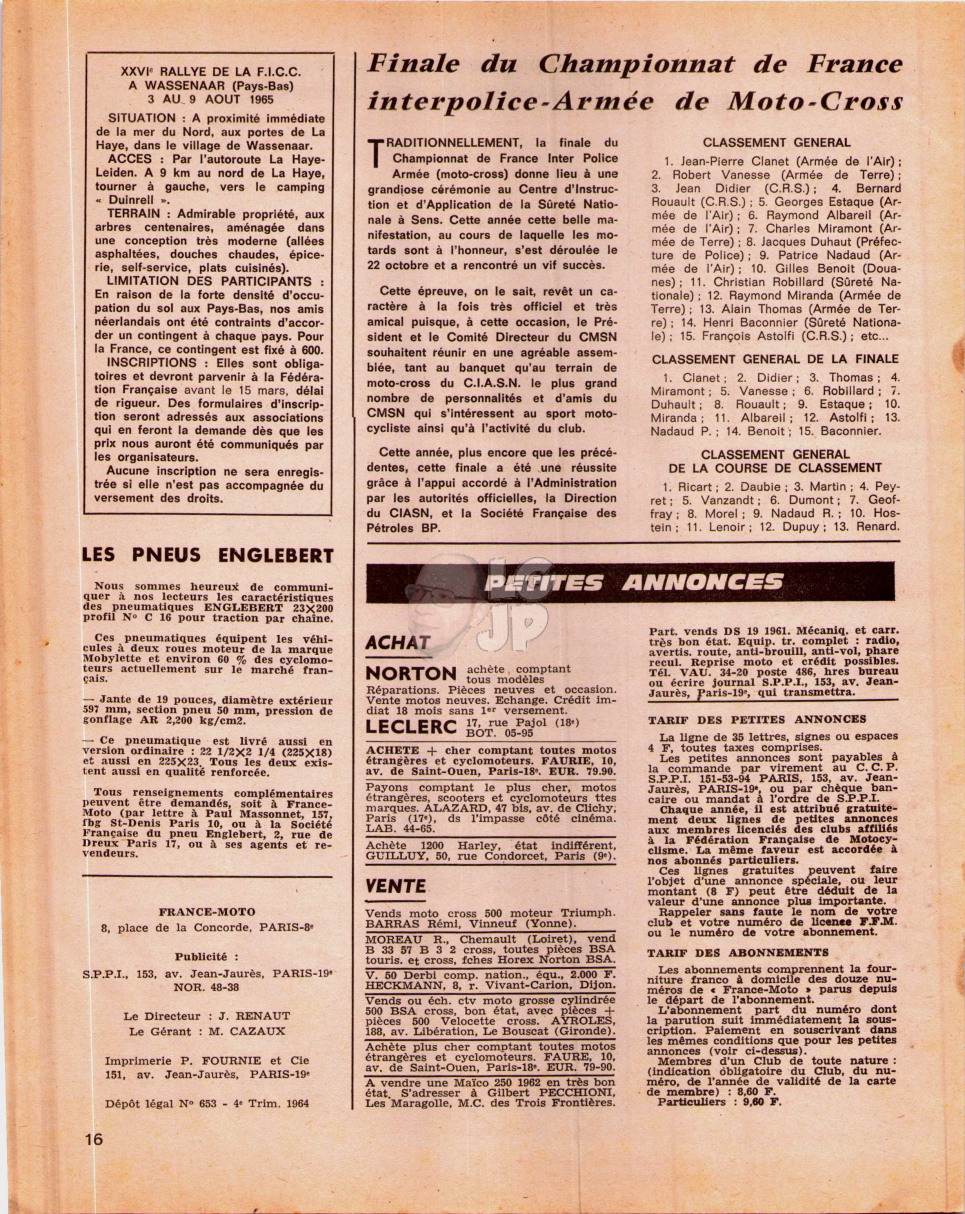 XXVIe RALLYE DE LA F.I.C.C.
A WASSENAAR (Pays-Bas)
3 AU 9 AOUT 1965
SITUATION : A proximité immédiate
de la mer du Nord, aux portes de La
Haye, dans le village de Wassenaar.
ACCES : Par l'autoroute La Haye-
Leiden. A 9 km au nord de La Haye,
tourner à gauche, vers le camping
« Duinrell ».
TERRAIN : Admirable propriété, aux
arbres centenaires, aménagée dans
une conception très moderne (allées
asphaltées, douches chaudes, épice-
rie, self-service, plats cuisinés).
LIMITATION DES PARTICIPANTS :
En raison de la forte densité d'occu-
pation du sol aux Pays-Bas, nos amis
néerlandais ont été contraints d'accor-
der un contingent à chaque pays. Pour
la France, ce contingent est fixé à 600.
INSCRIPTIONS : Elles sont obliga-
toires et devront parvenir à la Fédéra-
tion Française avant le 15 mars, délai
de rigueur. Des formulaires d'inscrip-
tion seront adressés aux associations
qui en feront la demande dès que les
prix nous auront été communiqués par
les organisateurs.
Aucune inscription ne sera enregis-
trée si elle n'est pas accompagnée du
versement des droits.
LES PNEUS ENGLEBERT
Nous sommes heureux de communi-
quer à nos lecteurs les caractéristiques
des pneumatiques ENGLEBERT 23X200
profil No C 16 pour traction par chaîne.
Ces pneumatiques équipent les véhi-
cules à deux roues moteur de la marque
Mobylette et environ 60 % des cyclomo-
teurs actuellement sur le marché fran-
çais.
— Jante de 19 pouces, diamètre extérieur
597 mm, section pneu 50 mm, pression de
gonflage AR 2,200 kg/cm2.
— Ce pneumatique est livré aussi en
version ordinaire : 22 1/2X2 1/4 (225X18)
et aussi en 225X23. Tous les deux exis-
tent aussi en qualité renforcée.
Tous renseignements complémentaires
peuvent être demandés, soit à France-
Moto (par lettre à Paul Massonnet, 157,
fbg St-Denis Paris 10, ou à la Société
Française du pneu Englebert, 2, rue de
Dreux Paris 17, ou à ses agents et re-
vendeurs.
FRANCE-MOTO
8, place de la Concorde, PARIS-8e
Publicité :
S.P.P.I., 153, av. Jean-Jaurès, PARIS-19e
NOR. 48-38
Le Directeur : J. RENAUT
Le Gérant : M. CAZAUX
Imprimerie P. FOURNIE et Cie
151, av. Jean-Jaurès, PARIS-19e
Dépôt légal No 653 - 4e Trim. 1964
16
Finale du Championnat de France
interpolice-Armée de Moto-Cross
TRADITIONNELLEMENT, la finale du
Championnat de France Inter Police
Armée (moto-cross) donne lieu à une
grandiose cérémonie au Centre d'Instruc-
tion et d'Application de la Sûreté Natio-
nale à Sens. Cette année cette belle ma-
nifestation, au cours de laquelle les mo-
tards sont à l'honneur, s'est déroulée le
22 octobre et a rencontré un vif succès.
Cette épreuve, on le sait, revêt un ca-
ractère à la fois très officiel et très
amical puisque, à cette occasion, le Pré-
sident et le Comité Directeur du CMSN
souhaitent réunir en une agréable assem-
blée, tant au banquet qu'au terrain de
moto-cross du C.I.A.S.N. le plus grand
nombre de personnalités et d'amis du
CMSN qui s'intéressent au sport moto-
cycliste ainsi qu'à l'activité du club.
Cette année, plus encore que les précé-
dentes, cette finale a été une réussite
grâce à l'appui accordé à l'Administration
par les autorités officielles, la Direction
du CIASN, et la Société Française des
Pétroles BP.
CLASSEMENT GENERAL
1. Jean-Pierre Clanet (Armée de l'Air) ;
2. Robert Vanesse (Armée de Terre) ;
3. Jean Didier (C.R.S.) ; 4. Bernard
Rouault (C.R.S.) ; 5. Georges Estaque (Ar-
mée de l'Air) ; 6. Raymond Albareil (Ar-
mée de l'Air) ; 7. Charles Miramont (Ar-
mée de Terre) ; 8. Jacques Duhaut (Préfec-
ture de Police) ; 9. Patrice Nadaud (Ar-
mée de l'Air) ; 10. Gilles Benoit (Doua-
nes) ; 11. Christian Robillard (Sûreté Na-
tionale) ; 12. Raymond Miranda (Armée de
Terre) ; 13. Alain Thomas (Armée de Ter-
re) ; 14. Henri Baconnier (Sûreté Nationa-
le) ; 15. François Astolfi (C.R.S.) ; etc...
CLASSEMENT GENERAL DE LA FINALE
1. Clanet ; 2. Didier ; 3. Thomas ; 4.
Miramont ; 5. Vanesse ; 6. Robillard ; 7.
Duhault ; 8. Rouault ; 9. Estaque ; 10.
Miranda ; 11. Albareil ; 12. Astolfi ; 13.
Nadaud P. ; 14. Benoit ; 15. Baconnier.
CLASSEMENT GENERAL
DE LA COURSE DE CLASSEMENT
1. Ricart ; 2. Daubie ; 3. Martin ; 4. Pey-
ret ; 5. Vanzandt ; 6. Dumont ; 7. Geof-
fray ; 8. Morel ; 9. Nadaud R. ; 10. Hos-
tein ; 11. Lenoir ; 12. Dupuy ; 13. Renard.
PETITES ANNONCES
LG
JP
ACHAT
NORTON achète comptant
tous modèles
Réparations. Pièces neuves et occasion.
Vente motos neuves. Echange. Crédit im-
diat 18 mois sans 1er versement.
LECLERC 17, rue Pajol (18e)
BOT. 05-95
ACHETE + cher comptant toutes motos
étrangères et cyclomoteurs. FAURIE, 10,
av. de Saint-Ouen, Paris-18e. EUR. 79.90.
Payons comptant le plus cher, motos
étrangères, scooters et cyclomoteurs ttes
marques. ALAZARD, 47 bis, av. de Clichy,
Paris (17e), ds l'impasse côté cinéma.
LAB. 44-65.
Achète 1200 Harley, état indifférent,
GUILLUY, 50, rue Condorcet, Paris (9e).
VENTE
Vends moto cross 500 moteur Triumph.
BARRAS Rémi, Vinneuf (Yonne).
MOREAU R., Chemault (Loiret), vend
B 33 57 B 3 2 cross, toutes pièces BSA
touris. et cross, fches Horex Norton BSA.
V. 50 Derbi comp. nation., équ., 2.000 F.
HECKMANN, 8, r. Vivant-Carion, Dijon.
Vends ou éch. ctv moto grosse cylindrée
500 BSA cross, bon état, avec pièces +
pièces 500 Velocette cross. AYROLES,
188, av. Libération, Le Bouscat (Gironde).
Achète plus cher comptant toutes motos
étrangères et cyclomoteurs. FAURE, 10,
av. de Saint-Ouen, Paris-18e. EUR. 79-90.
A vendre une Maïco 250 1962 en très bon
état. S'adresser à Gilbert PECCHIONI,
Les Maragolle, M.C. des Trois Frontières.
Part. vends DS 19 1961. Mécaniq. et carr.
très bon état. Equip. tr. complet : radio,
avertis. route, anti-brouill, anti-vol, phare
recul. Reprise moto et crédit possibles.
Tél. VAU. 34-20 poste 486, hres bureau
ou écrire journal S.P.P.I., 153, av. Jean-
Jaurès, Paris-19e, qui transmettra.
TARIF DES PETITES ANNONCES
La ligne de 35 lettres, signes ou espaces
4 F, toutes taxes comprises.
Les petites annonces sont payables à
la commande par virement au C.C.P.
S.P.P.I. 151-53-94 PARIS, 153, av. Jean-
Jaurès, PARIS-19e, ou par chèque ban-
caire ou mandat à l'ordre de S.P.P.I.
Chaque année, il est attribué gratuite-
ment deux lignes de petites annonces
aux membres licenciés des clubs affiliés
à la Fédération Française de Motocy-
clisme. La même faveur est accordée à
nos abonnés particuliers.
Ces lignes gratuites peuvent faire
l'objet d'une annonce spéciale, ou leur
montant (8 F) peut être déduit de la
valeur d'une annonce plus importante.
Rappeler sans faute le nom de votre
club et votre numéro de licence F.F.M.
ou le numéro de votre abonnement.
TARIF DES ABONNEMENTS
Les abonnements comprennent la four-
niture franco à domicile des douze nu-
méros de « France-Moto » parus depuis
le départ de l'abonnement.
L'abonnement part du numéro dont
la parution suit immédiatement la sous-
cription. Paiement en souscrivant dans
les mêmes conditions que pour les petites
annonces (voir ci-dessus).
Membres d'un Club de toute nature :
(indication obligatoire du Club, du nu-
méro, de l'année de validité de la carte
de membre) : 8,60 F.
Particuliers : 9,60 F.